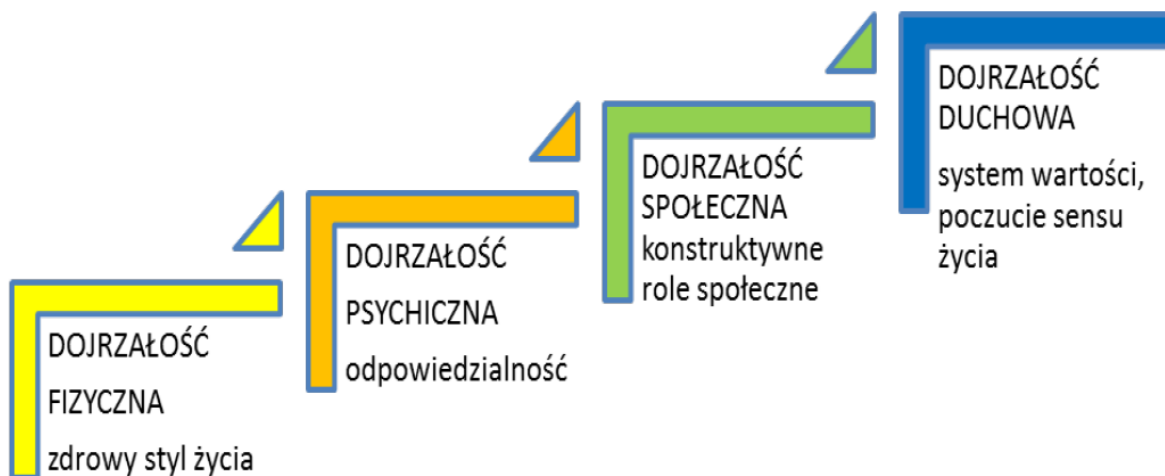 DOJRZAŁOŚĆ
FIZYCZNA
zdrowy styl życia
DOJRZAŁOŚĆ
PSYCHICZNA
odpowiedzialność
DOJRZAŁOŚĆ
SPOŁECZNA
konstruktywne
role społeczne
DOJRZAŁOŚĆ
DUCHOWA
system wartości,
poczucie sensu
życia